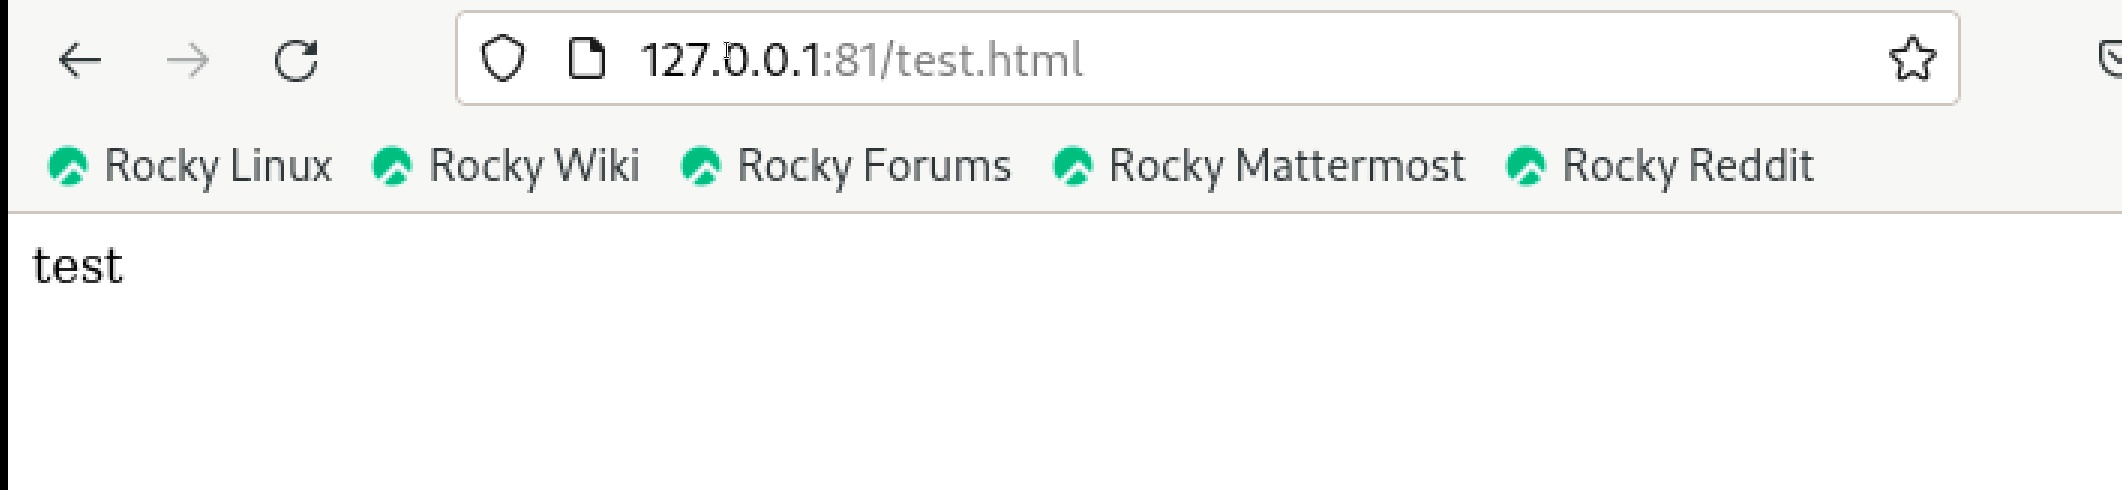 127.0.0.1:81/test.html
Rocky Linux Rocky Wiki Rocky Forums Rocky Mattermost Rocky Reddit
test